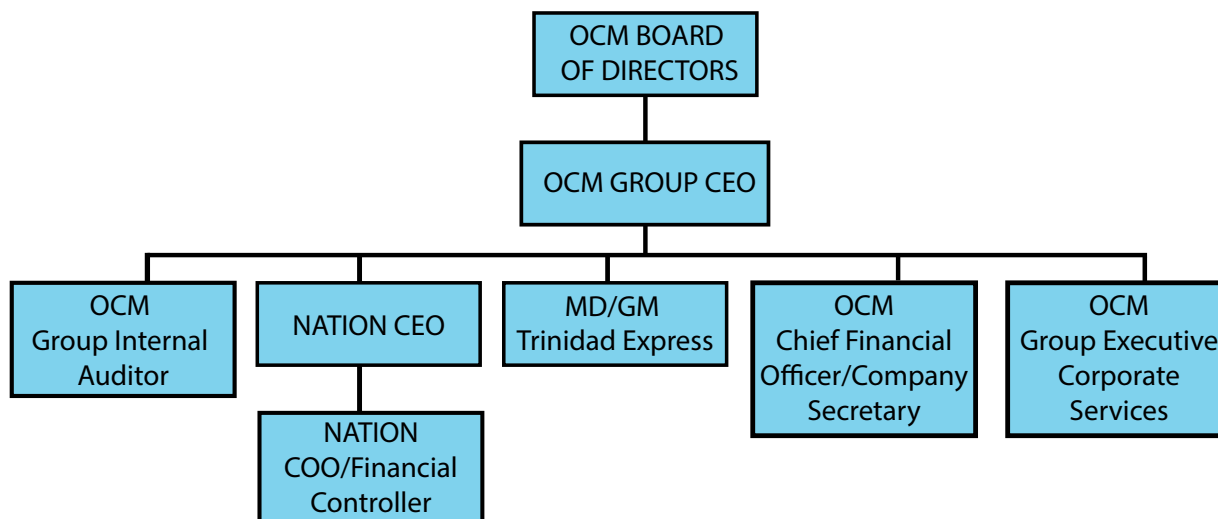 OCM BOARD
OF DIRECTORS
OCM GROUP CEO
OCM
Group Internal
Auditor
NATION CEO
MD/GM
Trinidad Express
OCM
Chief Financial
Officer/Company
Secretary
OCM
Group Executive
Corporate
Services
NATION
COO/Financial
Controller